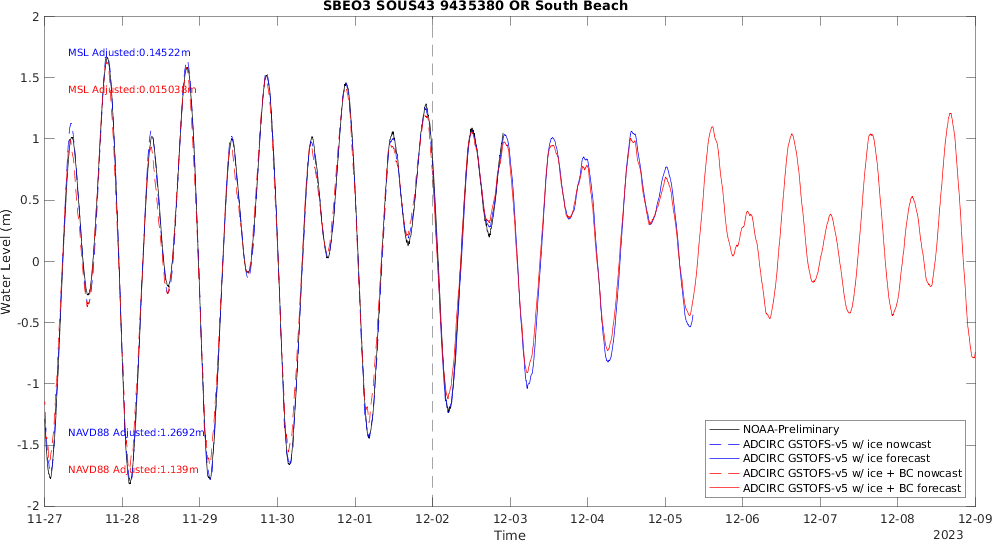 SBEO3 SOUS43 9435380 OR South Beach
2
1.5
1
0.5
0
-0.5
-1
-1.5
-2
Water Level (m)
MSL Adjusted:0.14522m
MSL Adjusted:0.015038m
NAVD88 Adjusted:1.2692m
NAVD88 Adjusted:1.139m
NOAA-Preliminary
ADCIRC GSTOFS-v5 w/ ice nowcast
ADCIRC GSTOFS-v5 w/ ice forecast
ADCIRC GSTOFS-v5 w/ ice + BC nowcast
ADCIRC GSTOFS-v5 w/ ice + BC forecast
11-27 11-28 11-29 11-30 12-01 12-02 12-03 12-04 12-05 12-06 12-07 12-08 12-09
Time
2023